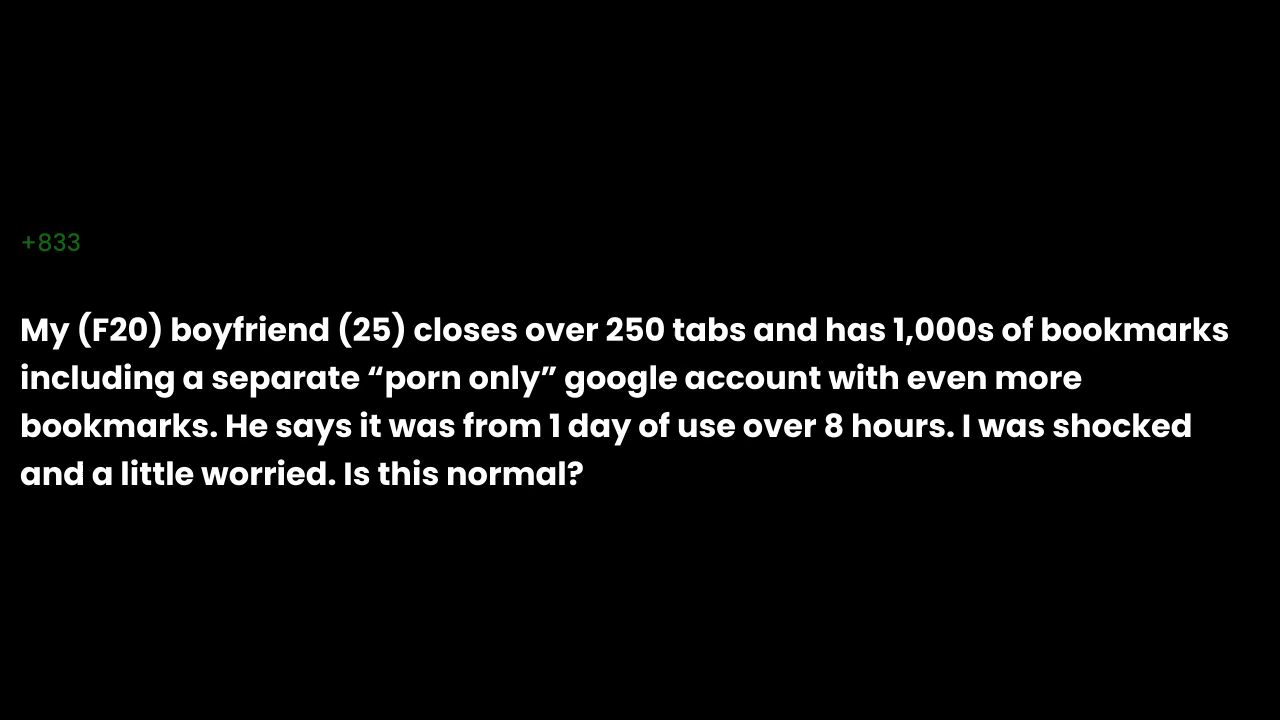 +833
My (F20) boyfriend (25) closes over 250 tabs and has 1,000s of bookmarks
including a separate “porn only” google account with even more
bookmarks. He says it was from 1 day of use over 8 hours. I was shocked
and a little worried. Is this normal?